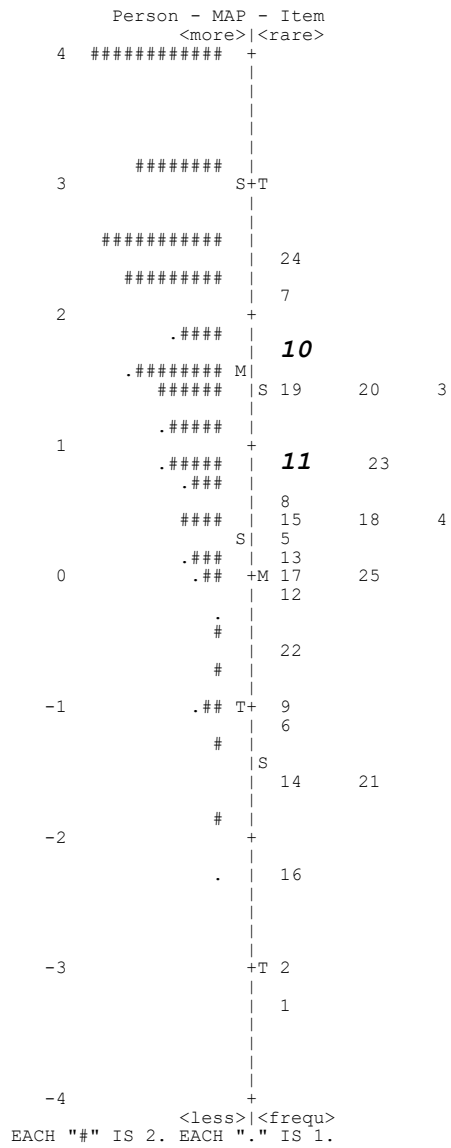 Person - MAP - Item
<more>|<rare>
4 ############ +
|
|
|
|
|
######## |
3 S+T
|
|
########### |
| 24
######### |
| 7
2 +
.#### |
| 10
.######## M|
###### |S 19 20 3
|
.##### |
1 +
.##### | 11 23
.### |
| 8
#### | 15 18 4
S| 5
.### | 13
0 .## +M 17 25
| 12
. |
# |
| 22
# |
|
-1 .## T+ 9
| 6
# |
|S
| 14 21
|
# |
-2 +
|
. | 16
|
|
|
|
-3 +T 2
|
| 1
|
|
|
|
-4 +
<less>|<frequ>
EACH "#" IS 2. EACH "." IS 1.